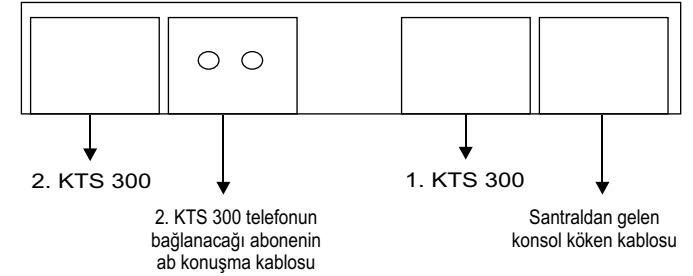 2. KTS 300
1. KTS 300
2. KTS 300 telefonun
bağlanacağı abonenin
ab konuşma kablosu
Santraldan gelen
konsol köken kablosu